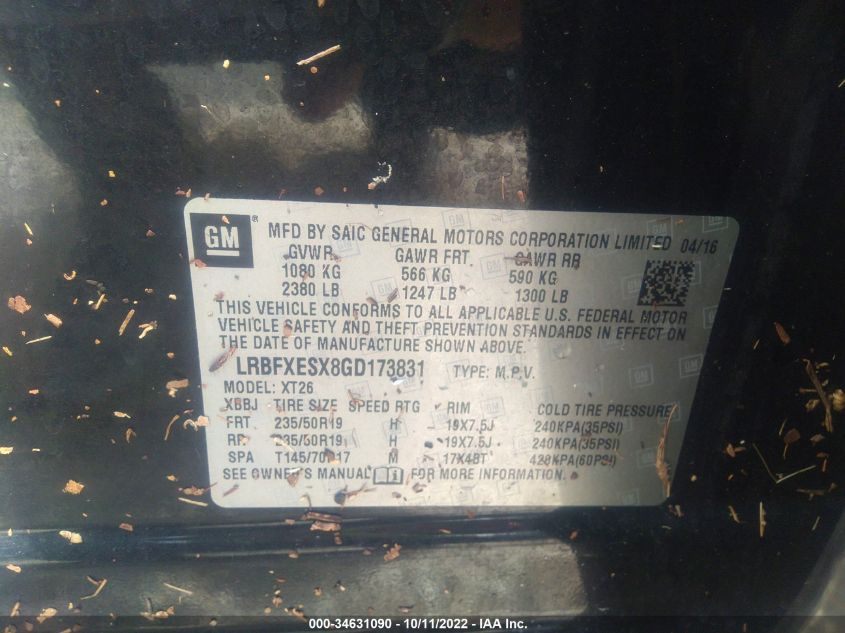 GM ® MFD BY SAIC GENERAL MOTORS CORPORATION LIMITED 04/16
GVWR GAWR FRT. GAWR RR
1080 KG 566 KG 590 KG
2380 LB 1247 LB 1300 LB
THIS VEHICLE CONFORMS TO ALL APPLICABLE U.S. FEDERAL MOTOR
VEHICLE SAFETY AND THEFT PREVENTION STANDARDS IN EFFECT ON
THE DATE OF MANUFACTURE SHOWN ABOVE.
LRBFXESX8GD173831 TYPE: M.P.V.
MODEL: XT26
XBBJ TIRE SIZE SPEED RTG RIM COLD TIRE PRESSURE
FRT 235/50R19 H 19X7.5J 240KPA(35PSI)
RR 235/50R19 H 19X7.5J 240KPA(35PSI)
SPA T145/70R17 M 17X4BT 420KPA(60PSI)
SEE OWNER'S MANUAL FOR MORE INFORMATION.
000-34631090 - 10/11/2022 - IAA Inc.